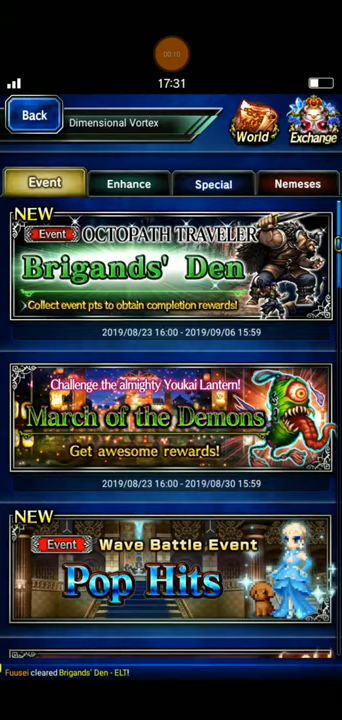 00:10
17:31
Back
Dimensional Vortex
World
Exchange
Event
Enhance
Special
Nemeses
NEW
Event OCTOPATH TRAVELER
Brigands' Den
Collect event pts to obtain completion rewards!
2019/08/23 16:00 - 2019/09/06 15:59
Challenge the almighty Youkai Lantern!
March of the Demons
Get awesome rewards!
2019/08/23 16:00 - 2019/08/30 15:59
NEW
Event Wave Battle Event
Pop Hits
Fuusei cleared Brigands' Den - ELT!